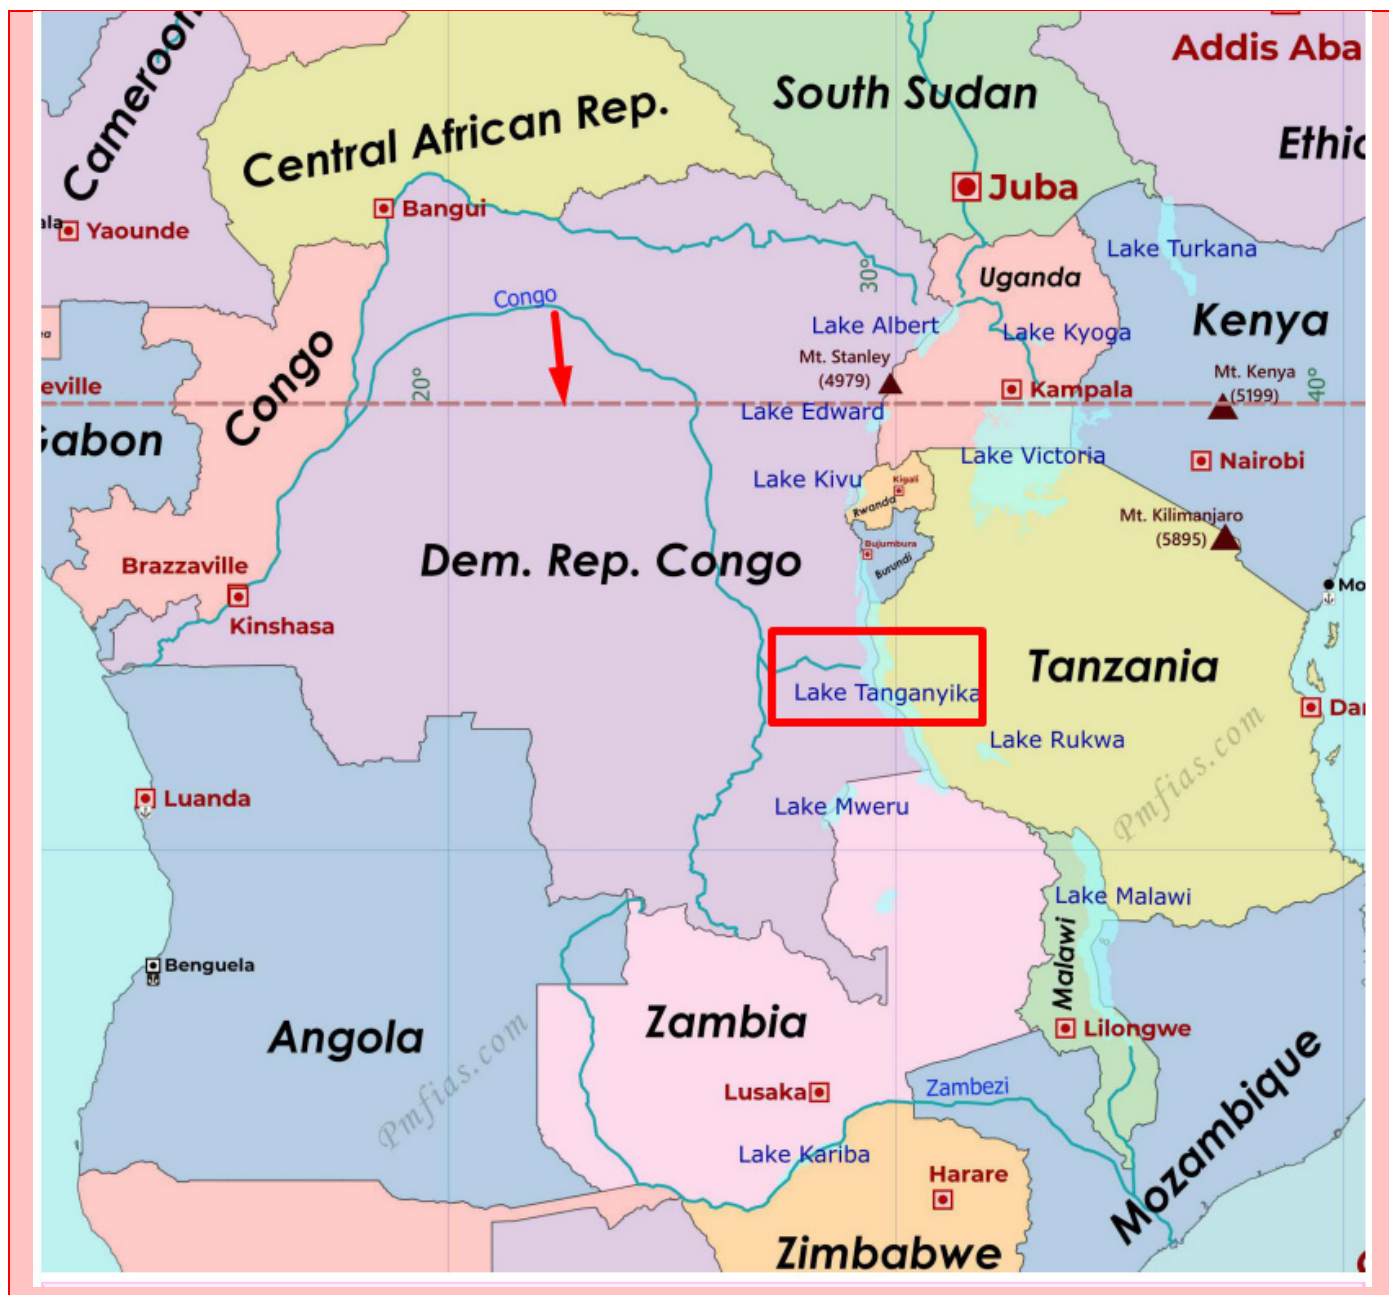 Cameroon
Central African Rep.
South Sudan
Addis Aba
Ethio
Juba
Bangui
ala
Yaounde
Lake Turkana
Uganda
30°
Congo
Kenya
Lake Albert
Lake Kyoga
Mt. Stanley
(4979)
Mt. Kenya
(5199)
40°
20°
eville
Kampala
Congo
Lake Edward
Gabon
Lake Victoria
Nairobi
Lake Kivu
Kigali
Rwanda
Mt. Kilimanjaro
(5895)
Bujumbura
Burundi
Dem. Rep. Congo
Brazzaville
Mo
Kinshasa
Tanzania
Lake Tanganyika
Dar
Lake Rukwa
Pmfias.com
Luanda
Lake Mweru
Lake Malawi
Malawi
Benguela
Zambia
Angola
Pmfias.com
Lilongwe
Mozambique
Lusaka
Zambezi
Lake Kariba
Harare
Zimbabwe